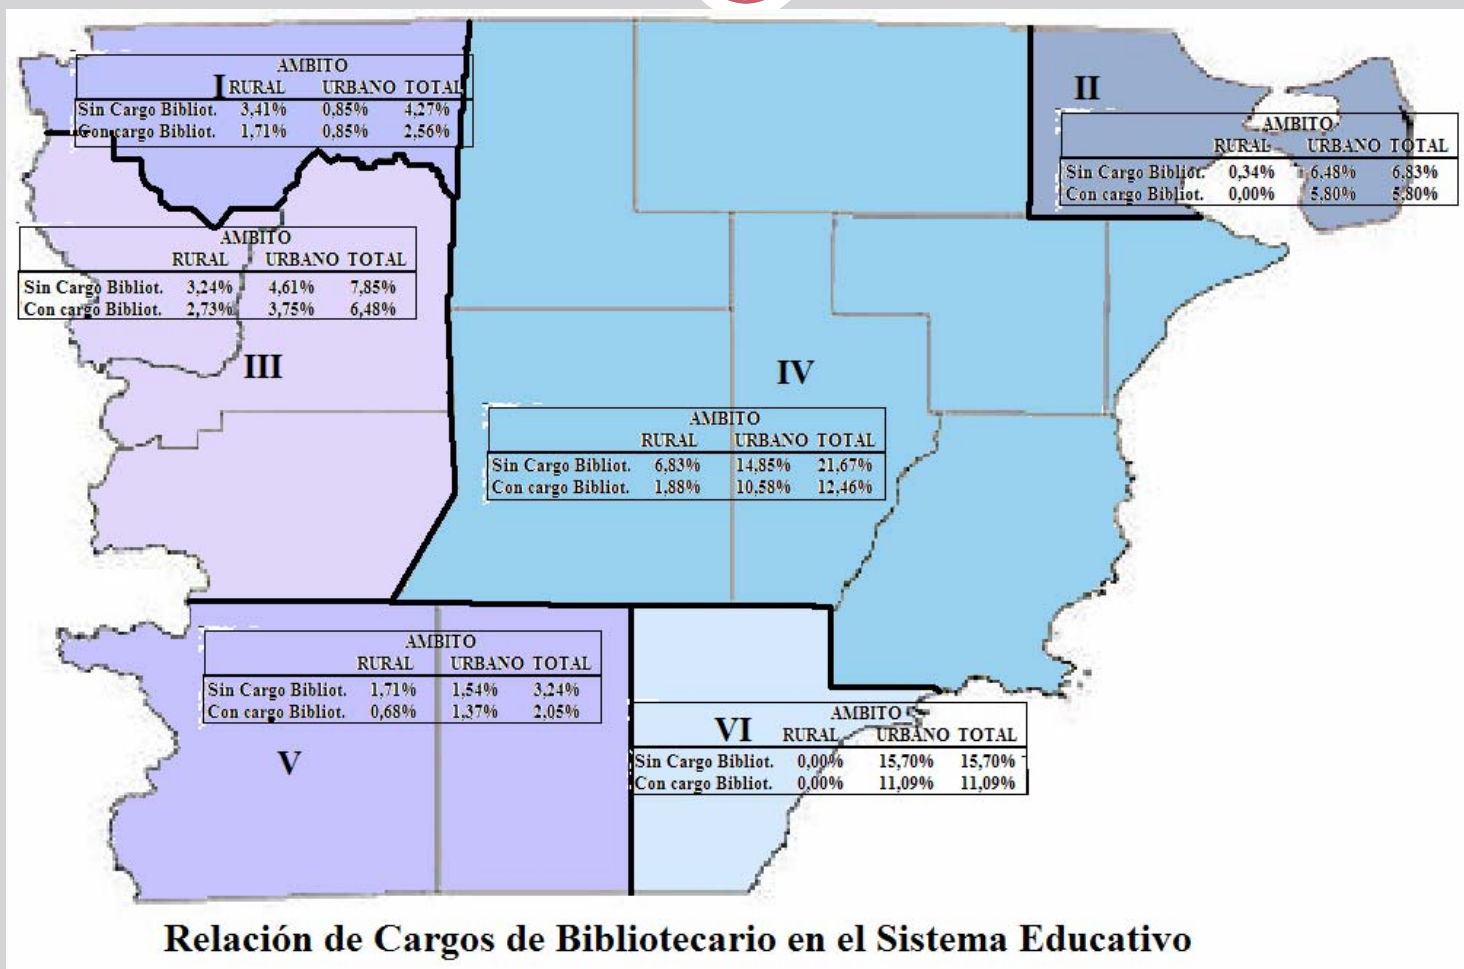 AMBITO
I RURAL URBANO TOTAL
Sin Cargo Bibliot. 3,41% 0,85% 4,27%
Con cargo Bibliot. 1,71% 0,85% 2,56%
II
AMBITO
RURAL URBANO TOTAL
Sin Cargo Bibliot. 0,34% 6,48% 6,83%
Con cargo Bibliot. 0,00% 5,80% 5,80%
AMBITO
RURAL URBANO TOTAL
Sin Cargo Bibliot. 3,24% 4,61% 7,85%
Con cargo Bibliot. 2,73% 3,75% 6,48%
III
IV
AMBITO
RURAL URBANO TOTAL
Sin Cargo Bibliot. 6,83% 14,85% 21,67%
Con cargo Bibliot. 1,88% 10,58% 12,46%
AMBITO
RURAL URBANO TOTAL
Sin Cargo Bibliot. 1,71% 1,54% 3,24%
Con cargo Bibliot. 0,68% 1,37% 2,05%
V
AMBITO
VI RURAL URBANO TOTAL
Sin Cargo Bibliot. 0,00% 15,70% 15,70%
Con cargo Bibliot. 0,00% 11,09% 11,09%
Relación de Cargos de Bibliotecario en el Sistema Educativo